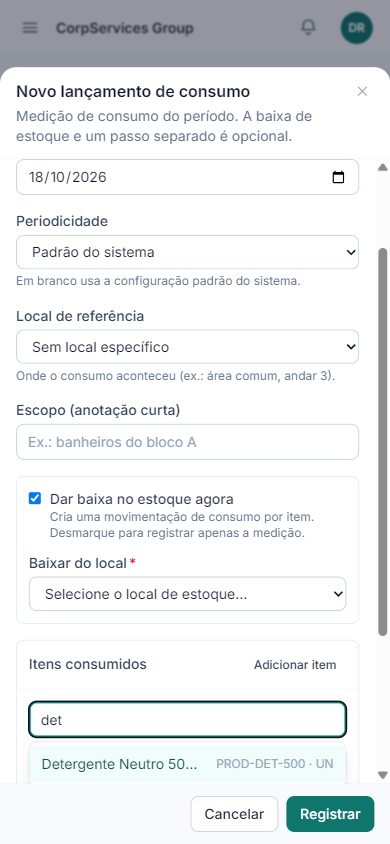 CorpServices Group
DR
Novo lançamento de consumo
Medição de consumo do período. A baixa de
estoque e um passo separado é opcional.
18/10/2026
Periodicidade
Padrão do sistema
Em branco usa a configuração padrão do sistema.
Local de referência
Sem local específico
Onde o consumo aconteceu (ex.: área comum, andar 3).
Escopo (anotação curta)
Ex.: banheiros do bloco A
Dar baixa no estoque agora
Cria uma movimentação de consumo por item.
Desmarque para registrar apenas a medição.
Baixar do local*
Selecione o local de estoque...
Itens consumidos
Adicionar item
det
Detergente Neutro 50... PROD-DET-500 · UN
Cancelar
Registrar